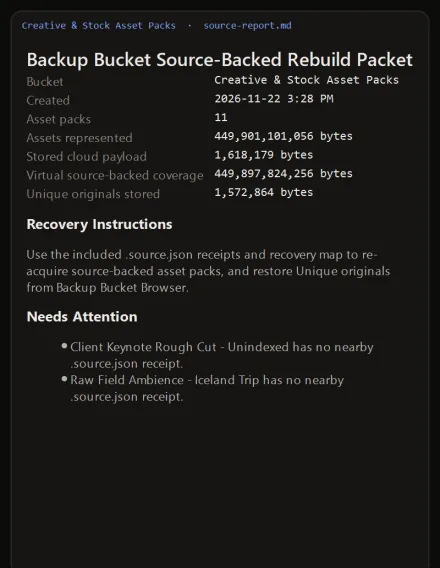 Creative & Stock Asset Packs · source-report.md
Backup Bucket Source-Backed Rebuild Packet
Bucket Creative & Stock Asset Packs
Created 2026-11-22 3:28 PM
Asset packs 11
Assets represented 449,901,101,056 bytes
Stored cloud payload 1,618,179 bytes
Virtual source-backed coverage 449,897,824,256 bytes
Unique originals stored 1,572,864 bytes
Recovery Instructions
Use the included .source.json receipts and recovery map to re-
acquire source-backed asset packs, and restore Unique originals
from Backup Bucket Browser.
Needs Attention
• Client Keynote Rough Cut - Unindexed has no nearby
.source.json receipt.
• Raw Field Ambience - Iceland Trip has no nearby
.source.json receipt.